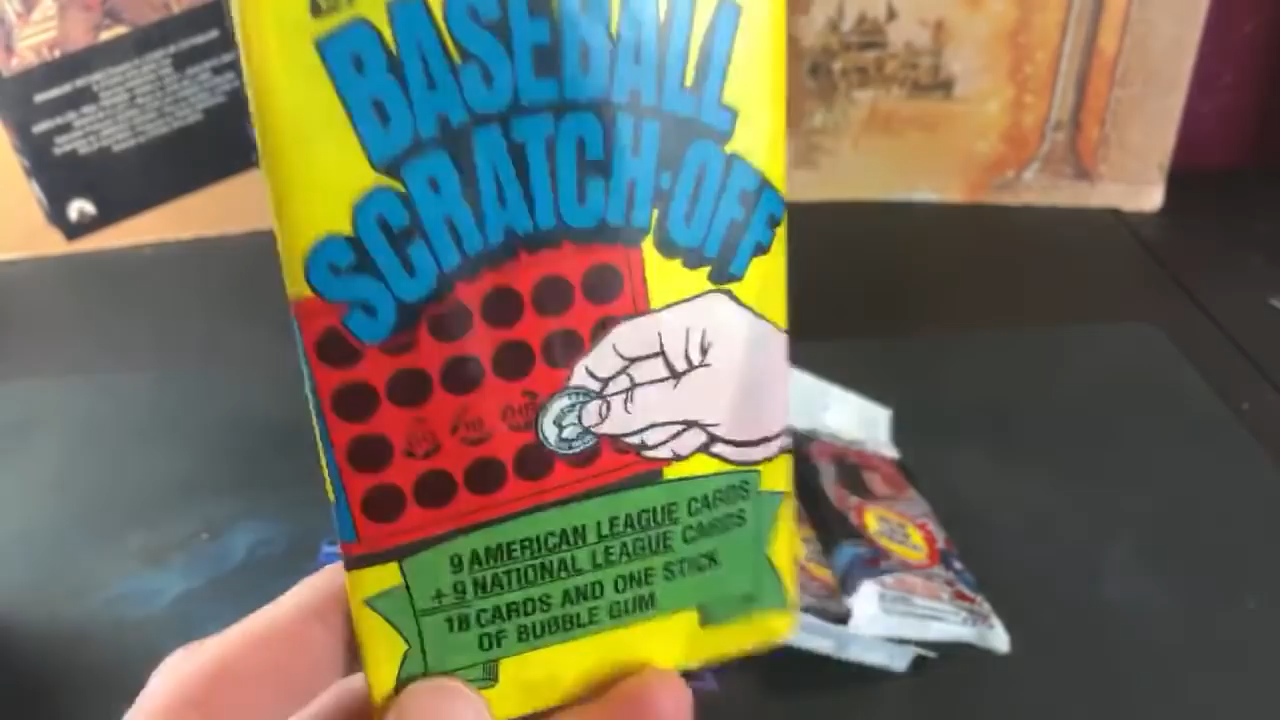 BASEBALL
SCRATCH-OFF
9 AMERICAN LEAGUE CARDS
+ 9 NATIONAL LEAGUE CARDS
18 CARDS AND ONE STICK
OF BUBBLE GUM